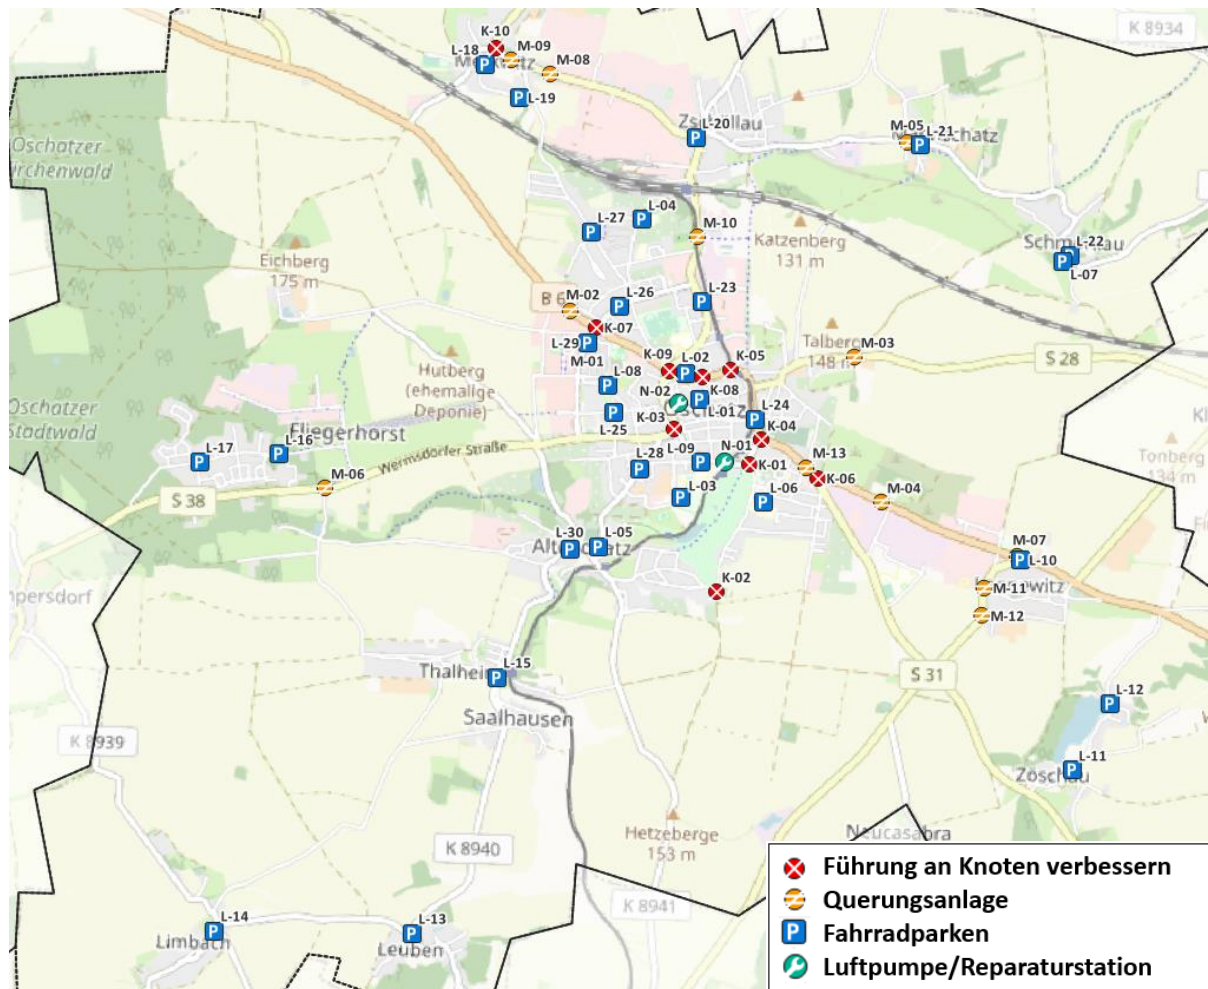 K-10
K 8934
L-18
M-09
M-08
L-19
L-20
M-05
L-21
Oschatzer
Kirchenwald
L-27
L-04
M-10
Katzenberg
131 m
L-22
L-07
Eichberg
175 m
B 6
M-02
L-26
L-23
K-07
L-29
M-01
K-09
L-02
K-05
Talberg
148 m
M-03
S 28
Hutberg
(ehemalige
Deponie)
L-08
N-02
K-08
L-01
L-24
Oschatzer
Stadtwald
L-25
K-03
K-04
Fliegerhorst
L-17
L-16
Wermsdorfer Straße
L-28
L-09
N-01
K-01
M-13
K-06
Tonberg
134 m
M-06
S 38
L-03
L-06
M-04
L-30
L-05
M-07
L-10
K-02
M-11
M-12
Thalheim
L-15
S 31
L-12
Saalhausen
K 8939
L-11
Zöschau
Hetzeberge
153 m
Neucasabra
K 8940
K 8941
L-14
L-13
Limbach
Leuben
Führung an Knoten verbessern
Querungsanlage
Fahrradparken
Luftpumpe/Reparaturstation